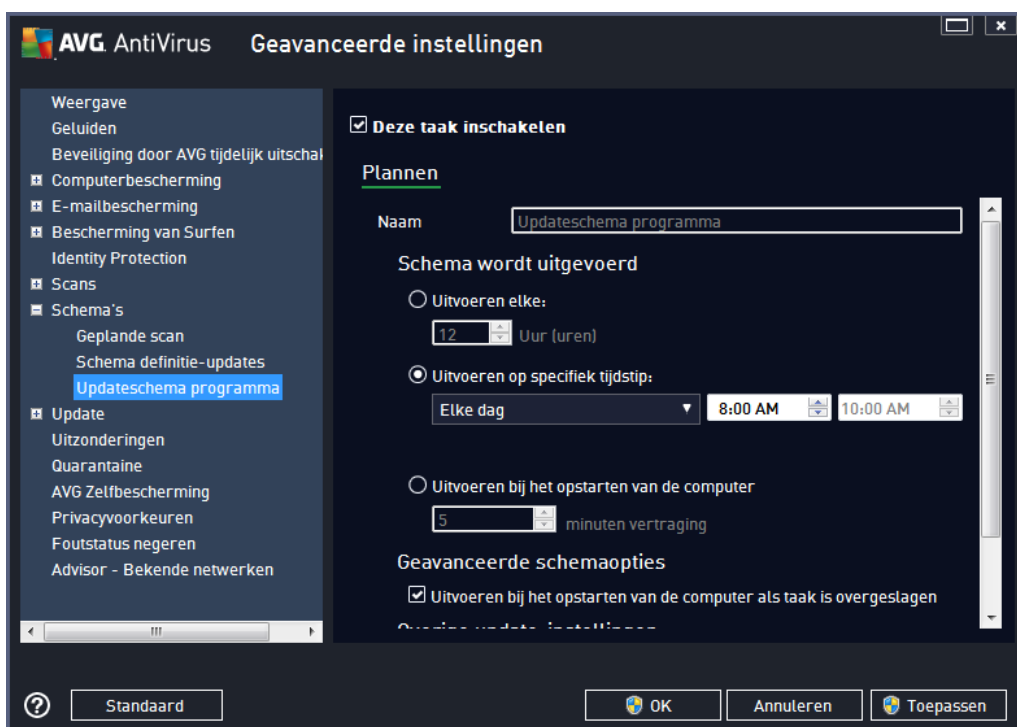 AVG. AntiVirus Geavanceerde instellingen
Weergave
Geluiden
Beveiliging door AVG tijdelijk uitschak
Computerbescherming
E-mailbescherming
Bescherming van Surfen
Identity Protection
Scans
Schema's
Geplande scan
Schema definitie-updates
Updateschema programma
Update
Uitzonderingen
Quarantaine
AVG Zelfbescherming
Privacyvoorkeuren
Foutstatus negeren
Advisor - Bekende netwerken
Deze taak inschakelen
Plannen
Naam Updateschema programma
Schema wordt uitgevoerd
Uitvoeren elke:
12 Uur (uren)
Uitvoeren op specifiek tijdstip:
Elke dag 8:00 AM 10:00 AM
Uitvoeren bij het opstarten van de computer
5 minuten vertraging
Geavanceerde schemaopties
Uitvoeren bij het opstarten van de computer als taak is overgeslagen
Overige update-instellingen
Standaard OK Annuleren Toepassen